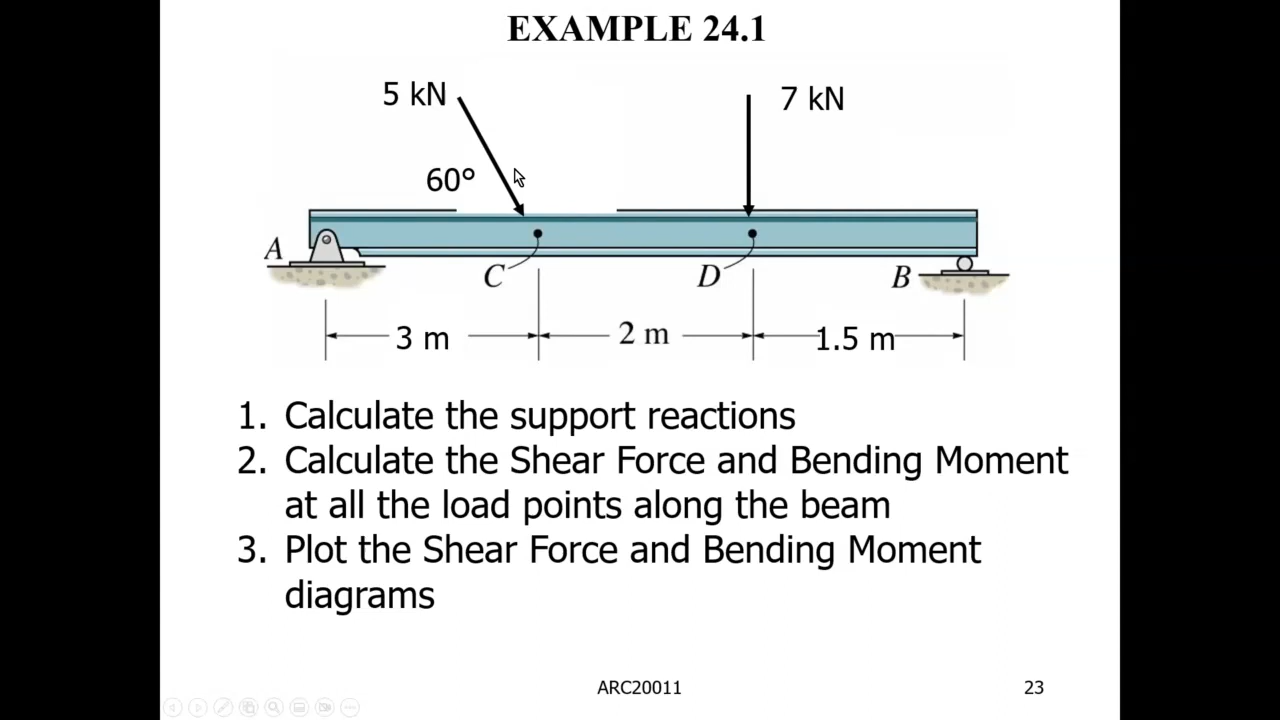 EXAMPLE 24.1
5 kN
7 kN
60°
A
C
D
B
3 m
2 m
1.5 m
1. Calculate the support reactions
2. Calculate the Shear Force and Bending Moment
at all the load points along the beam
3. Plot the Shear Force and Bending Moment
diagrams
ARC20011
23